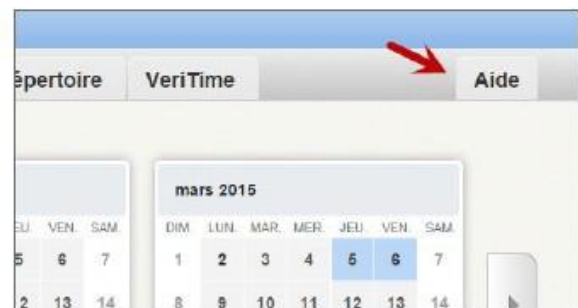 épertoire VeriTime Aide
mars 2015
VEN. SAM. DIM. LUN. MAR. MER. JEU. VEN. SAM.
5 6 7 1 2 3 4 5 6 7
13 14 8 9 10 11 12 13 14